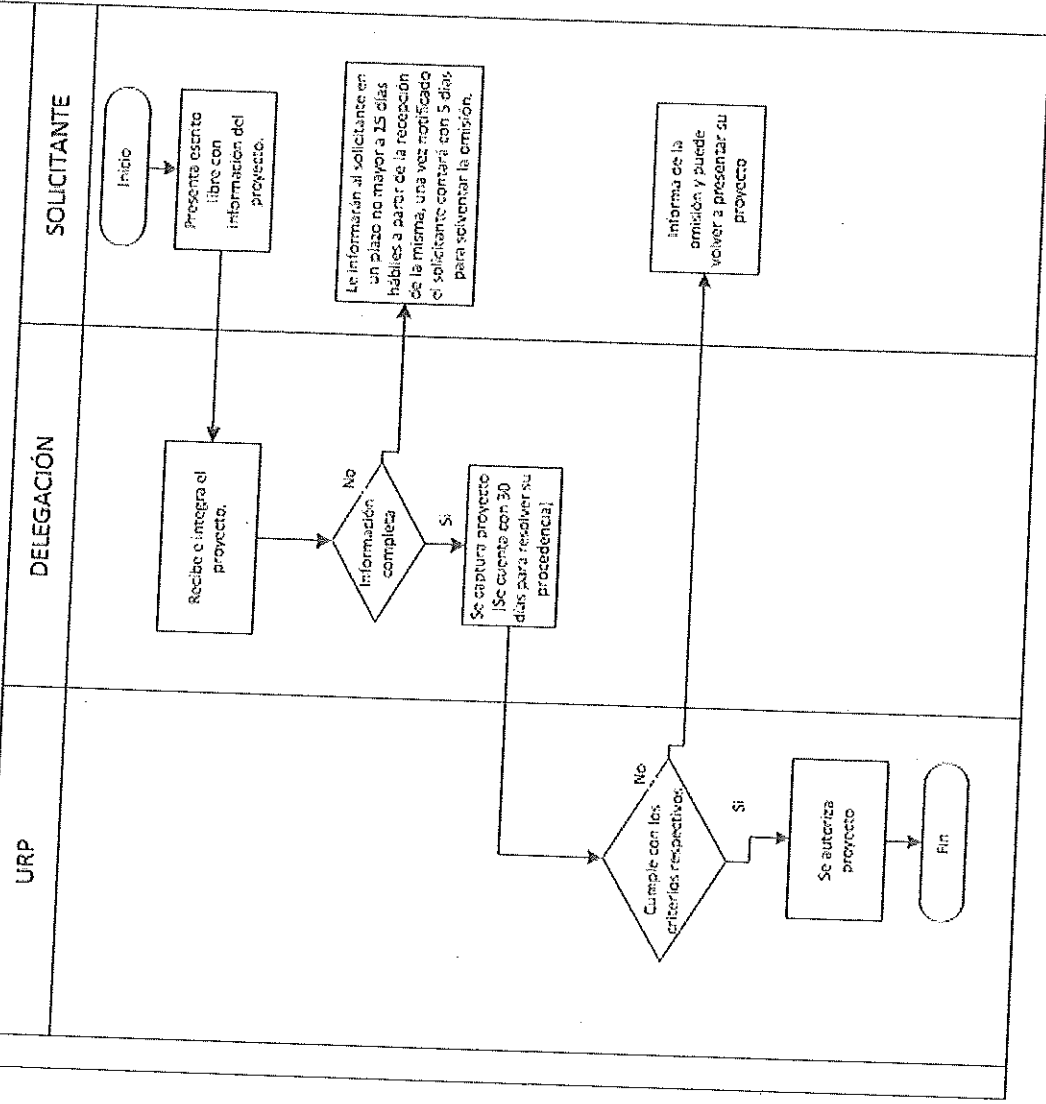 SOLICITANTE
DELEGACIÓN
URP
Inicio
Presenta escrito
libre con
información del
proyecto.
Recibe e integra el
proyecto.
Información
completa
No
Si
Le informarán al solicitante en
un plazo no mayor a 15 días
hábiles a partir de la recepción
de la misma, una vez notificado
el solicitante contará con 5 días
para solventar la omisión.
Se captura proyecto
(Se cuenta con 30
días para resolver su
procedencia)
Cumple con los
criterios respectivos
No
Si
Informa de la
omisión y puede
volver a presentar su
proyecto
Se autoriza
proyecto
Fin